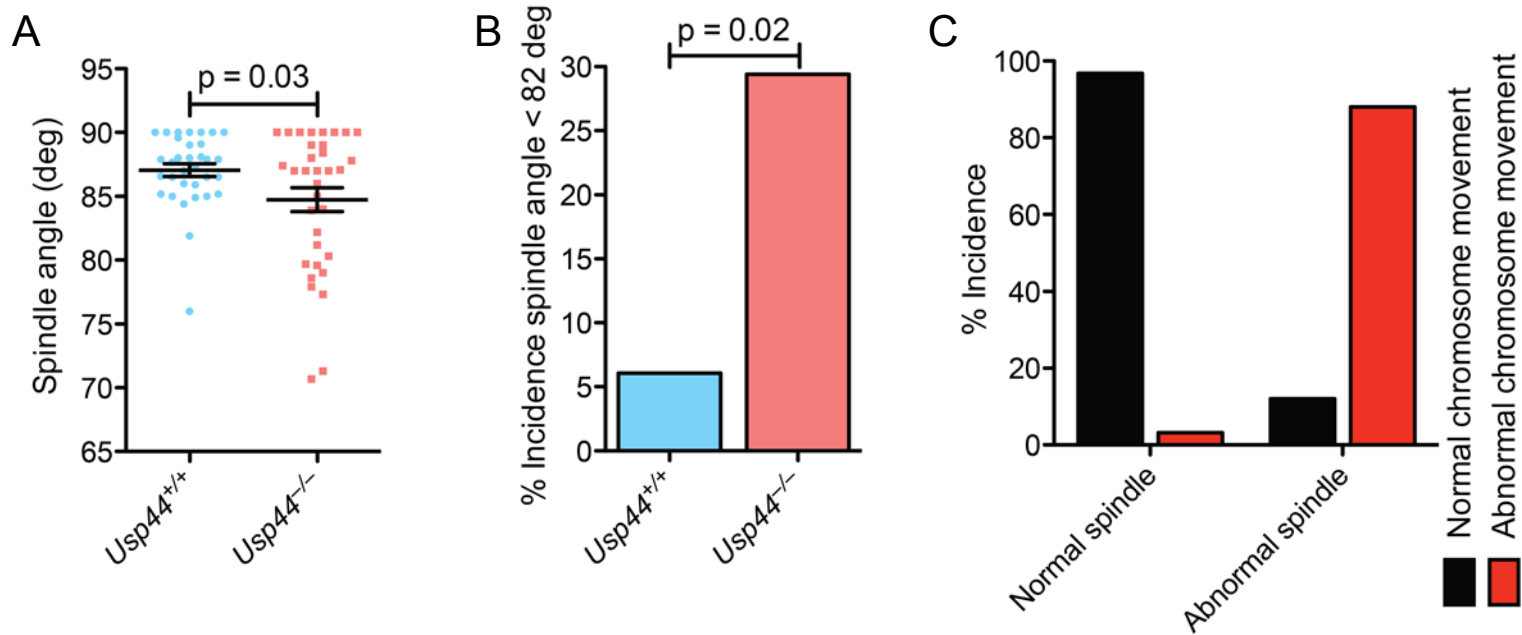 A
Spindle angle (deg)
95
90
85
80
75
70
65
p = 0.03
Usp44+/+
Usp44–/–
B
% Incidence spindle angle < 82 deg
30
25
20
15
10
5
0
p = 0.02
Usp44+/+
Usp44–/–
C
% Incidence
100
80
60
40
20
0
Normal spindle
Abnormal spindle
Normal chromosome movement
Abnormal chromosome movement